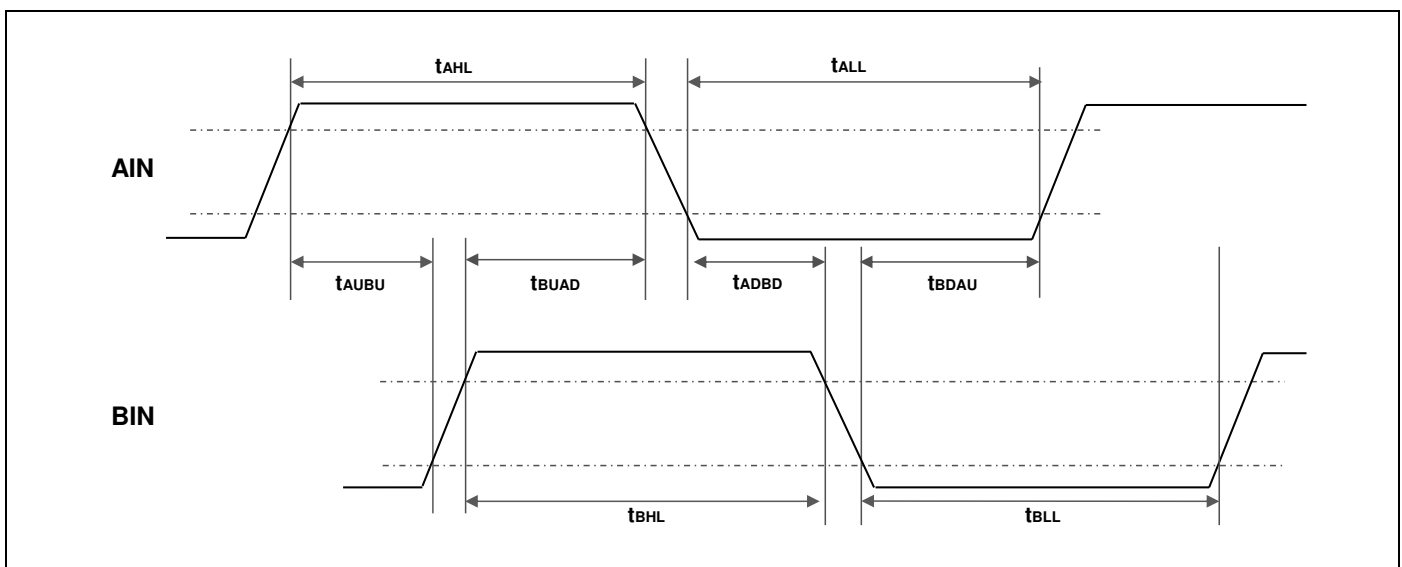 tAHL
tALL
AIN
tAUBU
tBUAD
tADBD
tBDAU
BIN
tBHL
tBLL